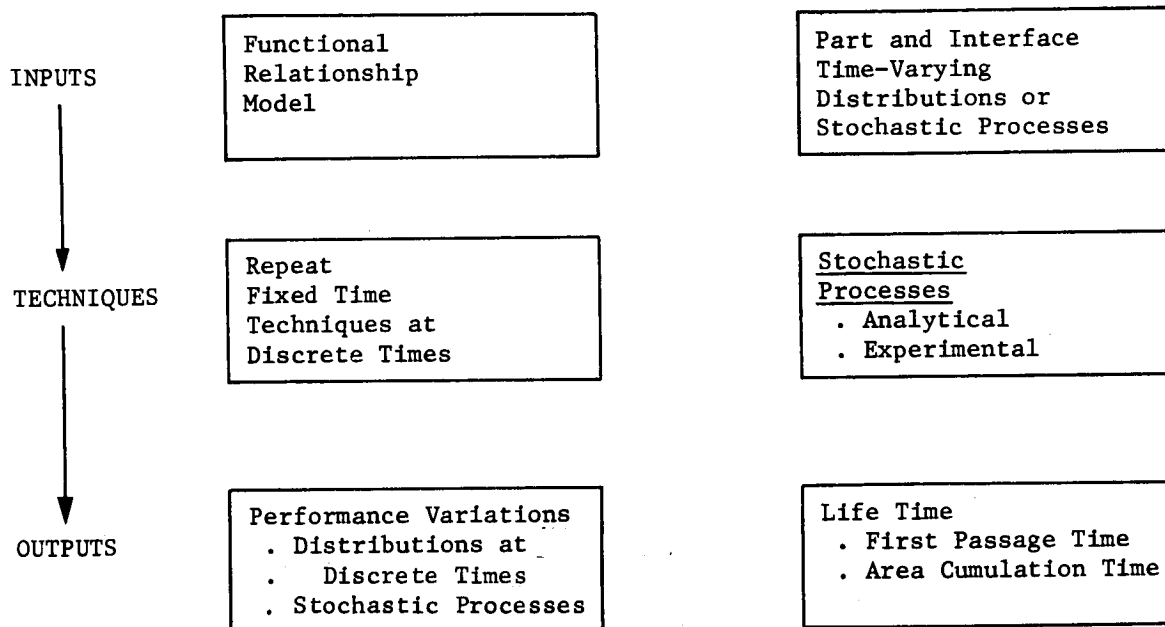 INPUTS
Functional
Relationship
Model
Part and Interface
Time-Varying
Distributions or
Stochastic Processes
TECHNIQUES
Repeat
Fixed Time
Techniques at
Discrete Times
Stochastic
Processes
. Analytical
. Experimental
OUTPUTS
Performance Variations
. Distributions at
. Discrete Times
. Stochastic Processes
Life Time
. First Passage Time
. Area Cumulation Time